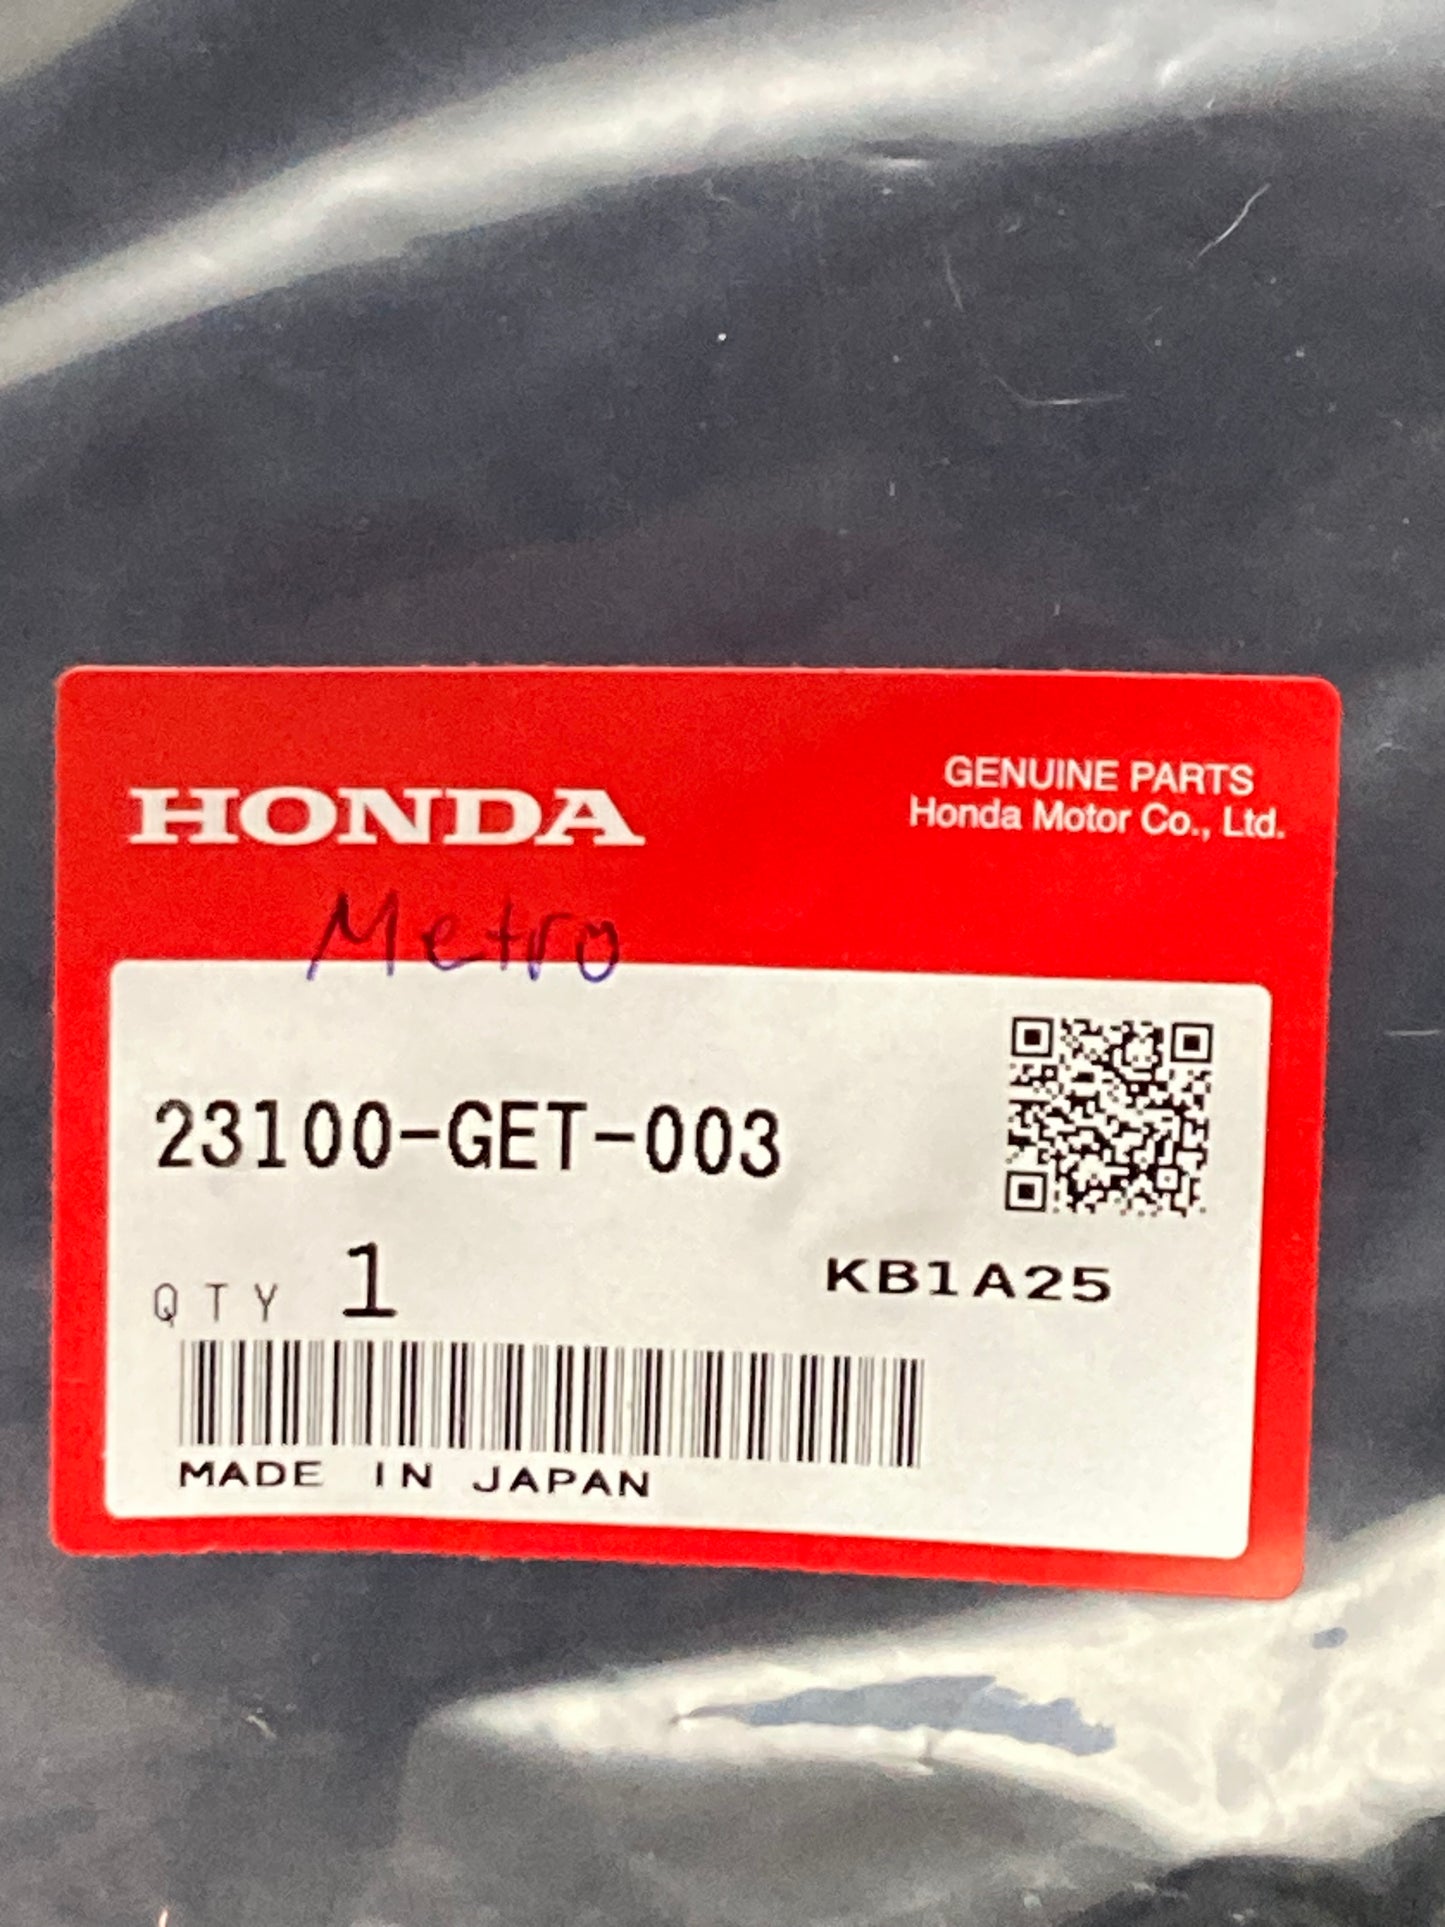 HONDA
GENUINE PARTS
Honda Motor Co., Ltd.
Metro
23100-GET-003
QTY 1
KB1A25
MADE IN JAPAN